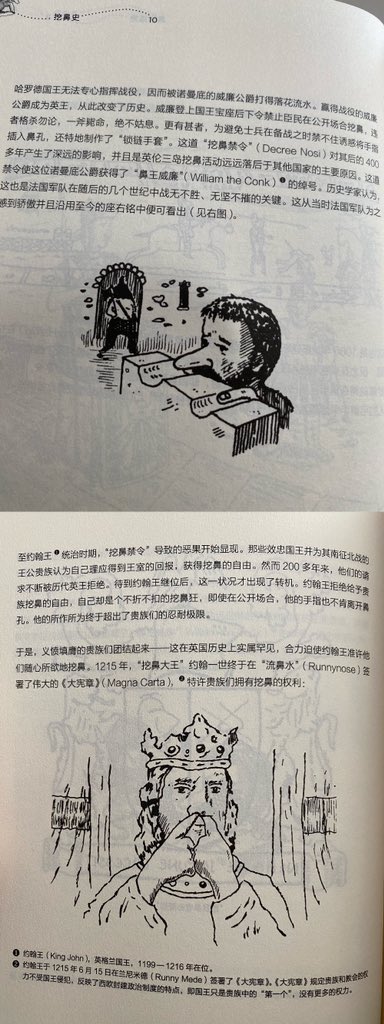 挖鼻史
10
哈罗德国王无法专心指挥战役，因而被诺曼底的威廉公爵打得落花流水。赢得战役的威廉
公爵成为英王，从此改变了历史。威廉登上国王宝座后下令禁止臣民在公开场合挖鼻，违
者格杀勿论，一斧毙命，绝不姑息。更有甚者，为避免士兵在备战之时禁不住诱惑将手指
插入鼻孔，还特地制作了“锁链手套”。这道“挖鼻禁令”（Decree Nosi）对其后的400
多年产生了深远的影响，并且是英伦三岛挖鼻活动远远落后于其他国家的主要原因。这道
禁令使这位诺曼底公爵获得了“鼻王威廉”（William the Conk）❶的绰号。历史学家认为，
这也是法国军队在随后的几个世纪中战无不胜、无坚不摧的关键。这从当时法国军队为之
感到骄傲并且沿用至今的座右铭中便可看出（见右图）。
至约翰王❶统治时期，“挖鼻禁令”导致的恶果开始显现。那些效忠国王并为其南征北战的
王公贵族认为自己理应得到王室的回报，获得挖鼻的自由。然而200多年来，他们的请
求不断被历代英王拒绝。待到约翰王继位后，这一状况才出现了转机。约翰王拒绝给予贵
族挖鼻的自由，自己却是个不折不扣的挖鼻狂，即使在公开场合，他的手指也不肯离开鼻
孔。他的所作所为终于超出了贵族们的忍耐极限。
于是，义愤填膺的贵族们团结起来——这在英国历史上实属罕见，合力迫使约翰王准许他
们随心所欲地挖鼻。1215年，“挖鼻大王”约翰一世终于在“流鼻水”（Runnynose）签
署了伟大的《大宪章》（Magna Carta），❷特许贵族们拥有挖鼻的权利：
❶ 约翰王（King John），英格兰国王，1199—1216年在位。
❷ 约翰王于1215年6月15日在兰尼米德（Runny Mede）签署了《大宪章》。《大宪章》规定贵族和教会的权
力不受国王侵犯，反映了西欧封建政治制度的特点，即国王只是贵族中的“第一个”，没有更多的权力。